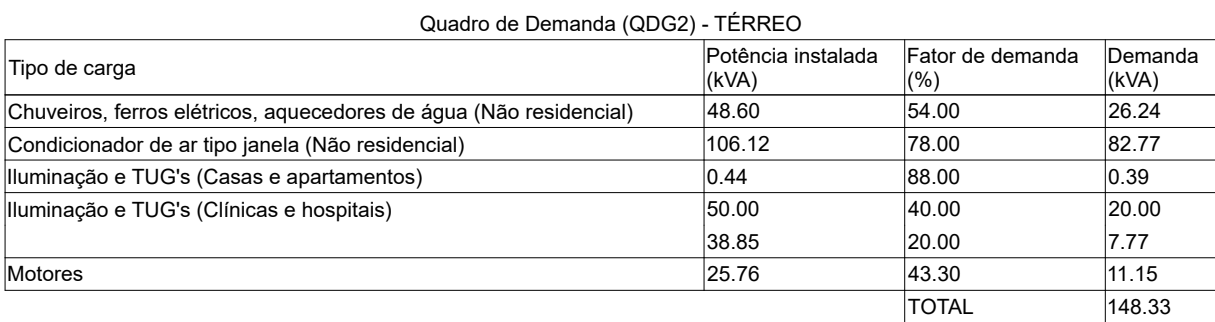 Quadro de Demanda (QDG2) - TÉRREO
Tipo de carga Potência instalada (kVA) Fator de demanda (%) Demanda (kVA)
Chuveiros, ferros elétricos, aquecedores de água (Não residencial) 48.60 54.00 26.24
Condicionador de ar tipo janela (Não residencial) 106.12 78.00 82.77
Iluminação e TUG's (Casas e apartamentos) 0.44 88.00 0.39
Iluminação e TUG's (Clínicas e hospitais) 50.00 40.00 20.00
38.85 20.00 7.77
Motores 25.76 43.30 11.15
TOTAL 148.33